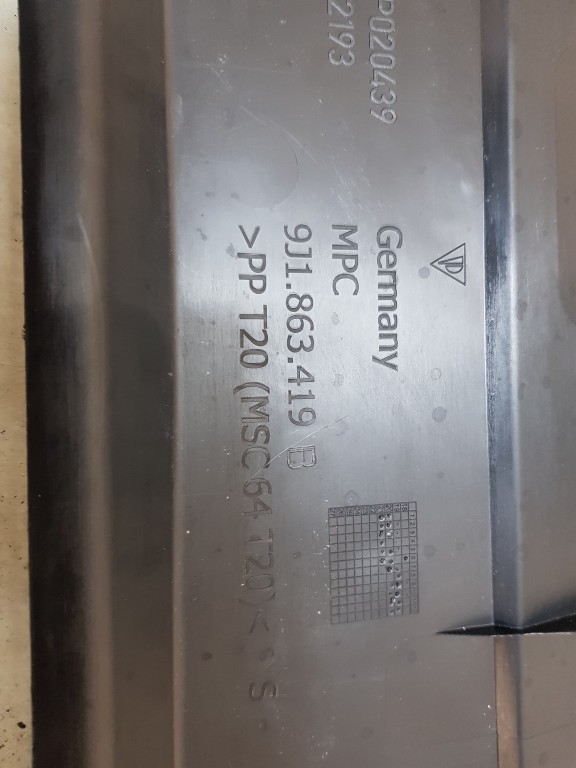 P020439
2193
Germany
MPC
9J1.863.419 B
>PP T20 (MSC 64 T20)<
S